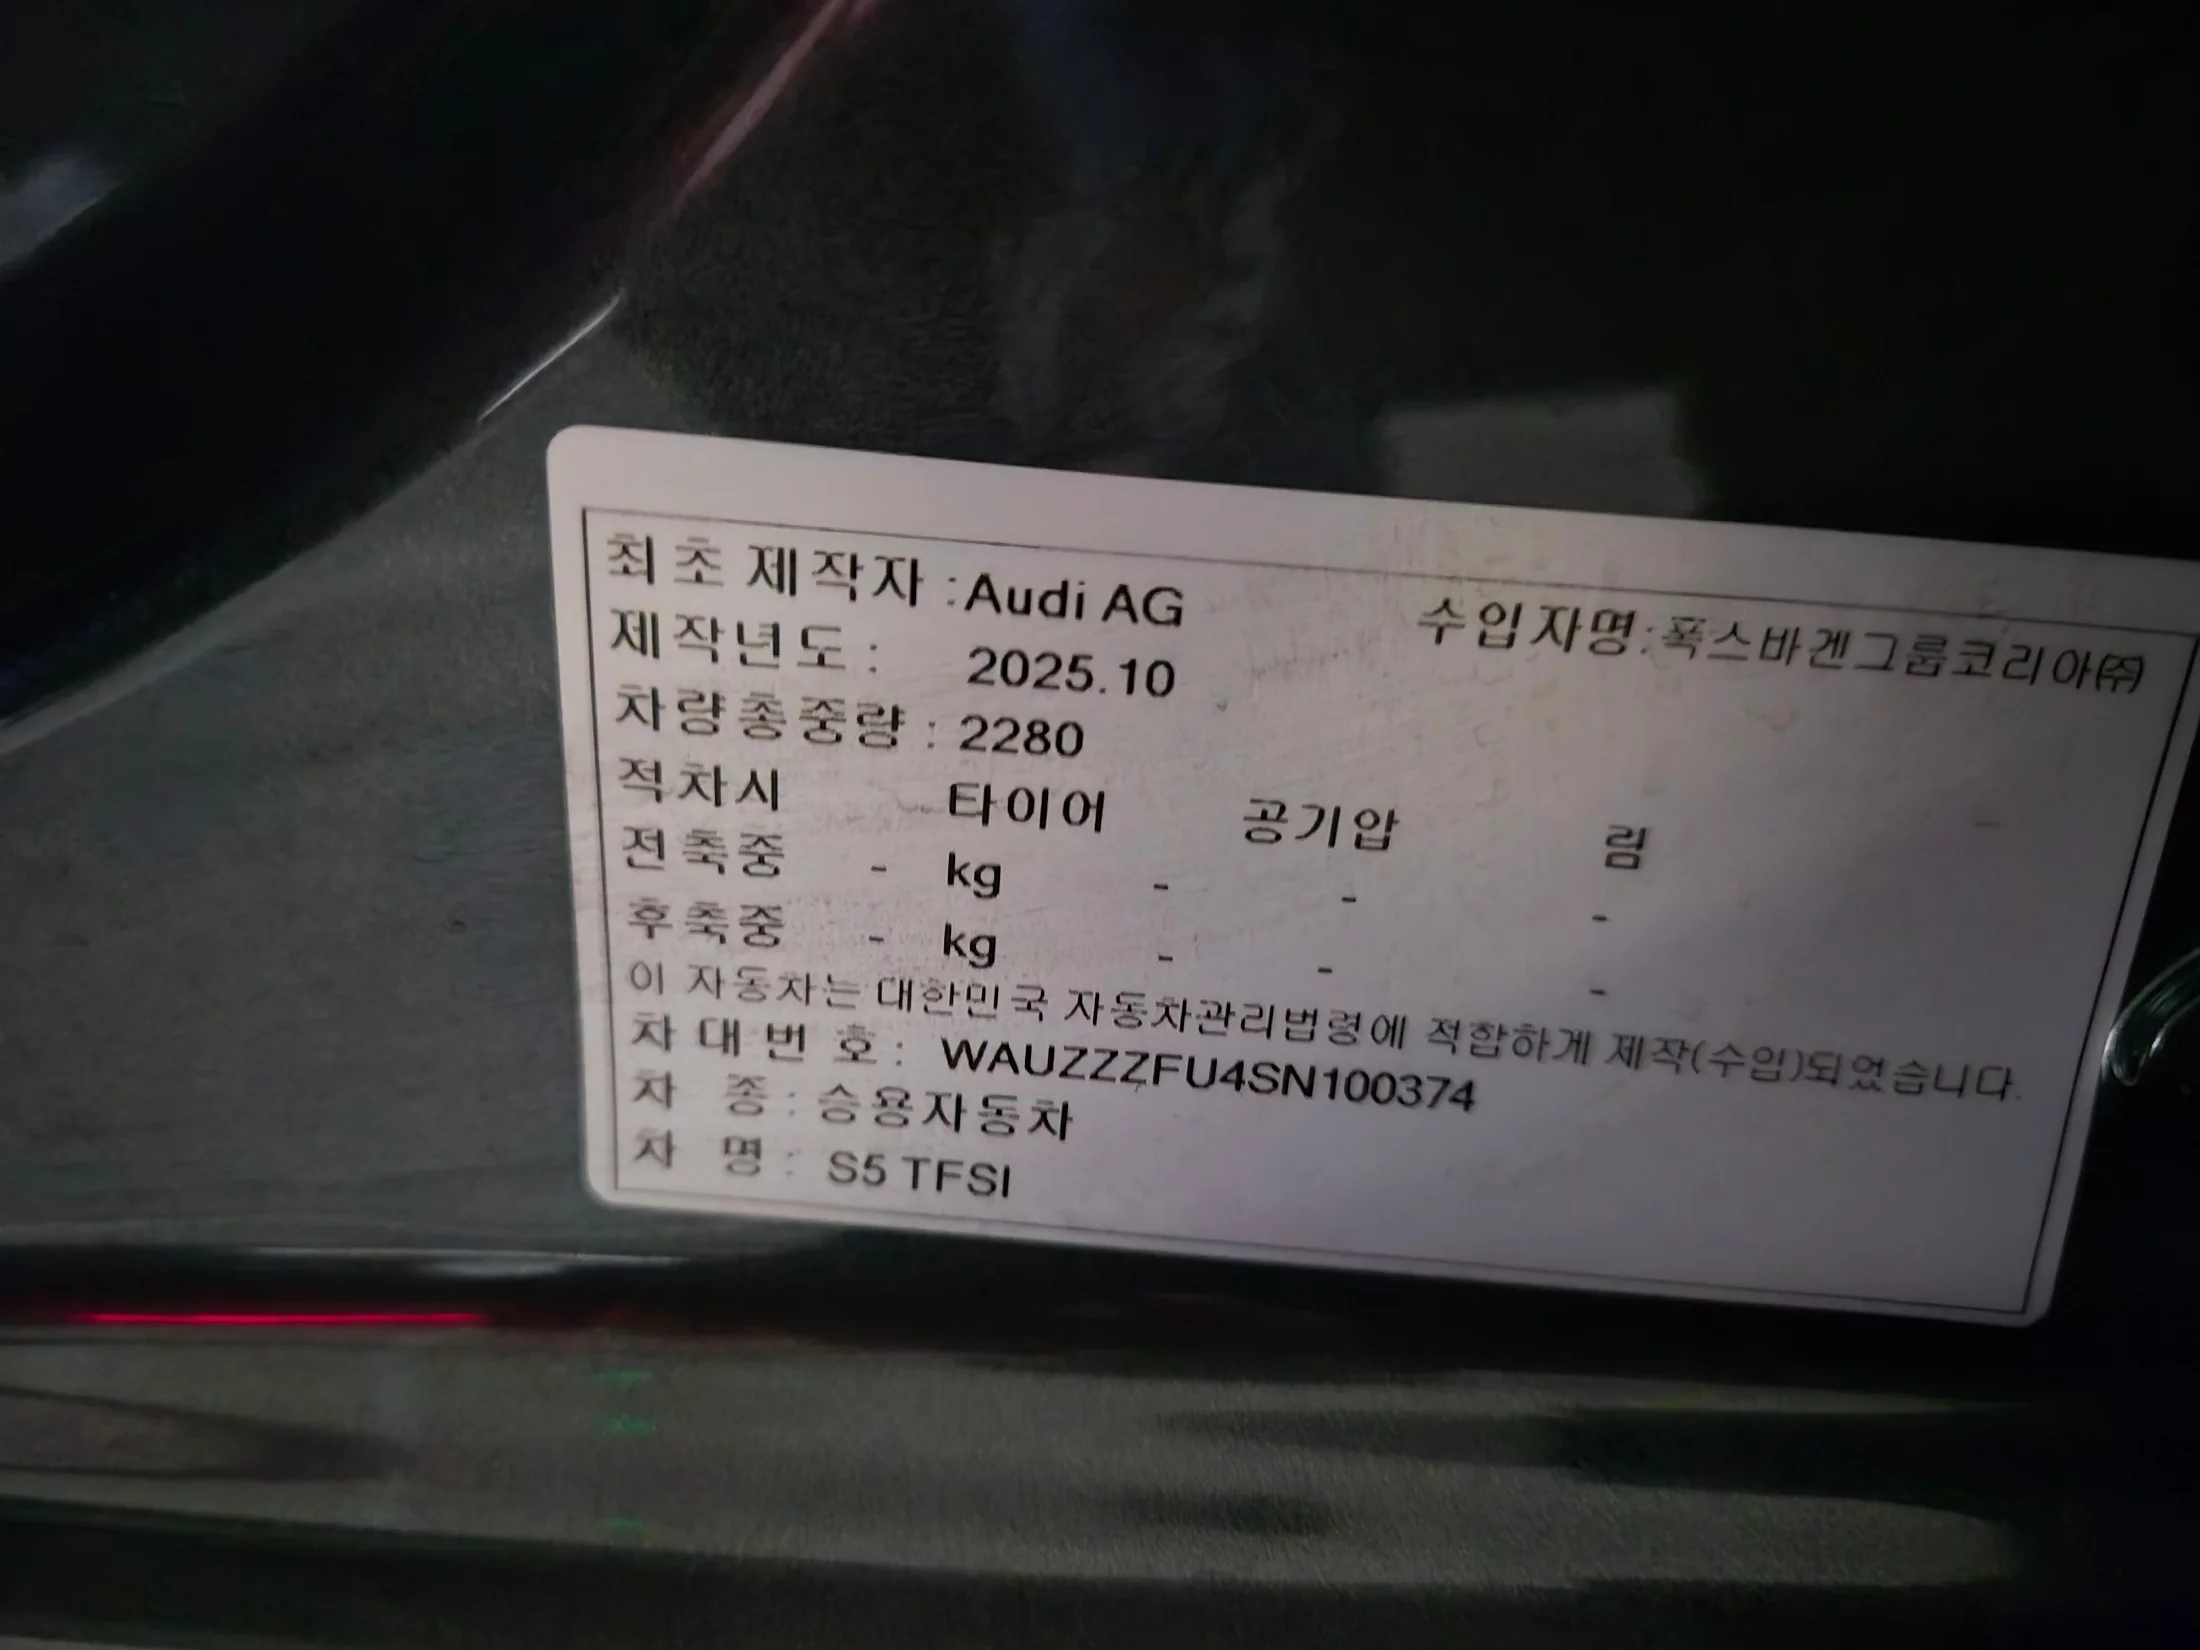 최초 제작자 :Audi AG 수입자명:폭스바겐그룹코리아㈜
제작년도 : 2025.10
차량총중량 : 2280
적차시 타이어 공기압 림
전축중 - kg - - -
후축중 - kg - - -
이 자동차는 대한민국 자동차관리법령에 적합하게 제작(수입)되었습니다.
차 대 번 호 : WAUZZZFU4SN100374
차 종 : 승용자동차
차 명 : S5 TFSI